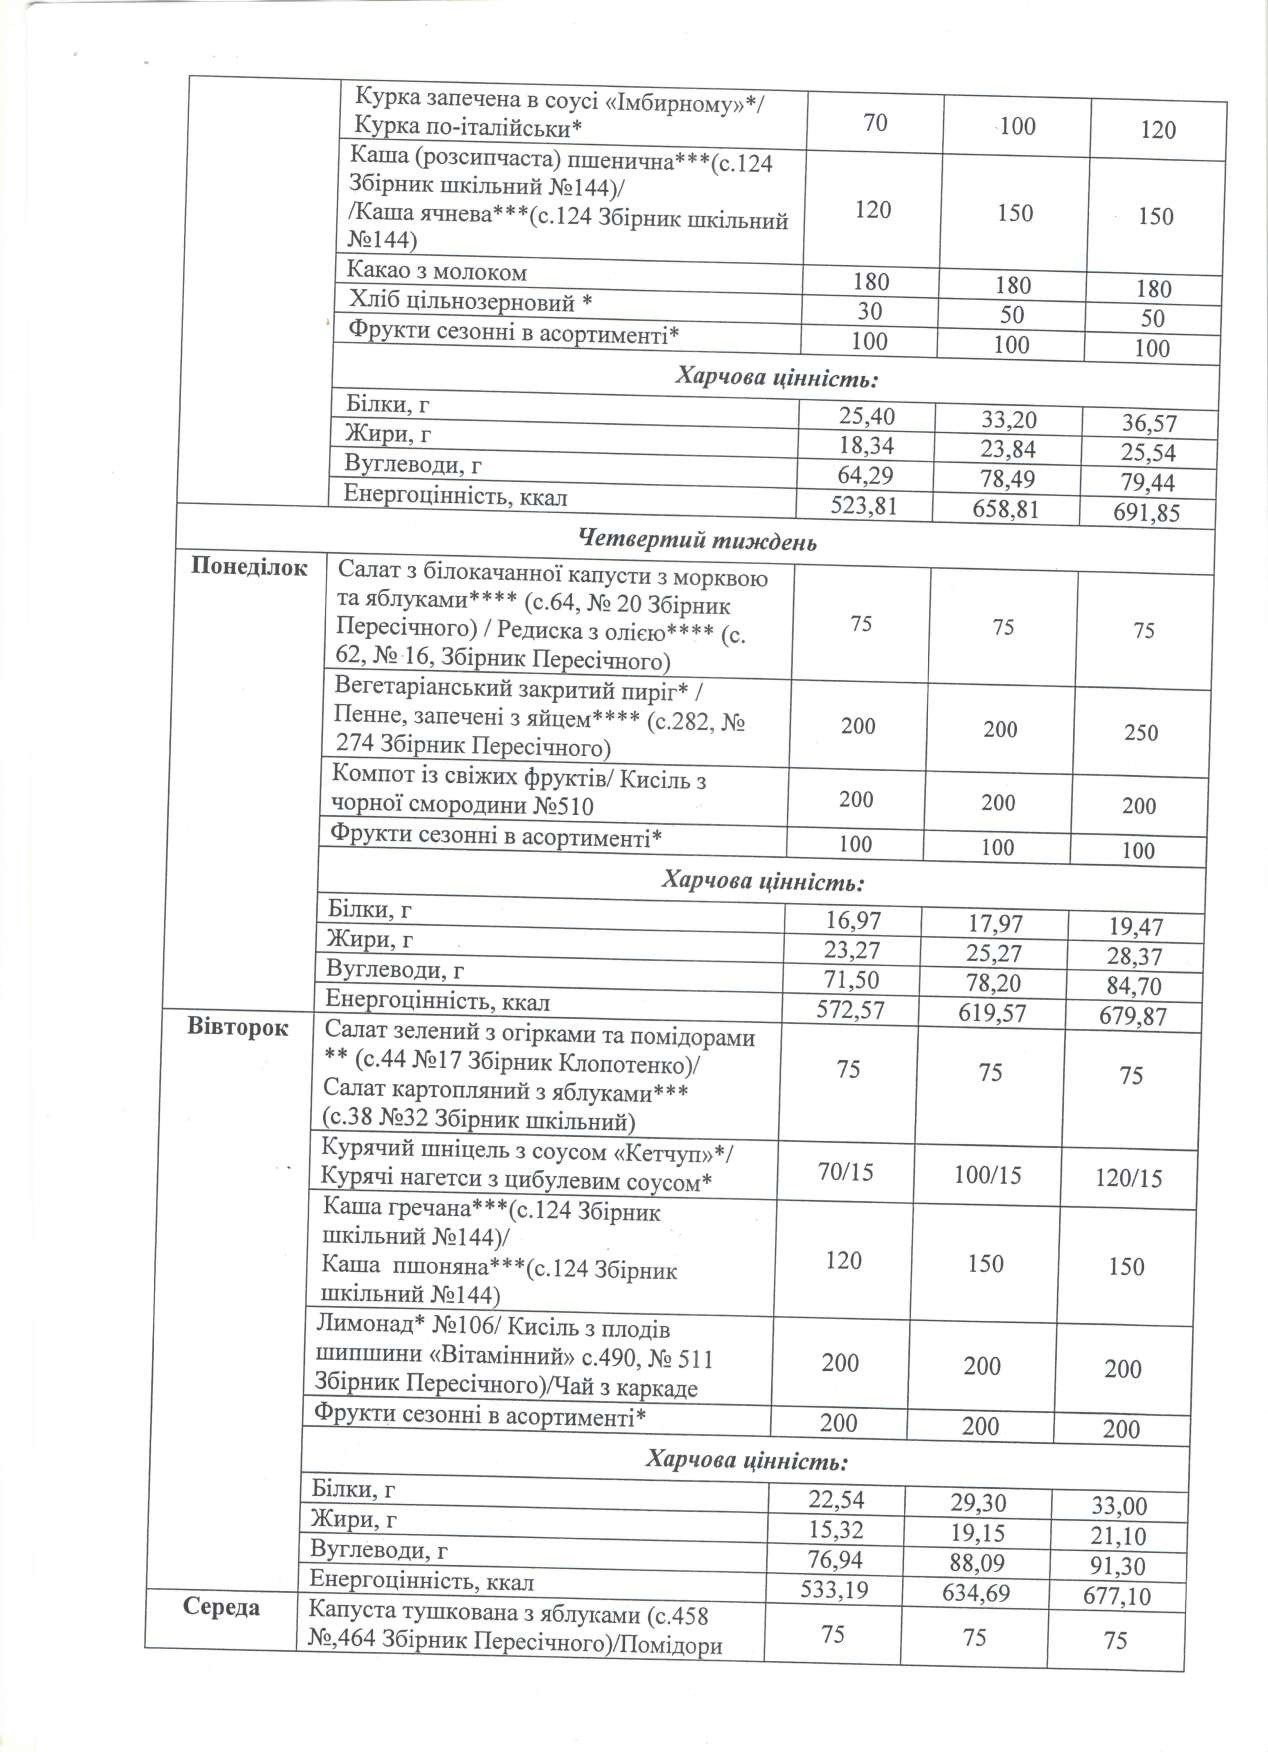 Курка запечена в соусі «Імбирному»*/
Курка по-італійськи*
70
100
120
Каша (розсипчаста) пшенична***(с.124
Збірник шкільний №144)/
/Каша ячнева***(с.124 Збірник шкільний
№144)
120
150
150
Какао з молоком
180
180
180
Хліб цільнозерновий *
30
50
50
Фрукти сезонні в асортименті*
100
100
100
Харчова цінність:
Білки, г
25,40
33,20
36,57
Жири, г
18,34
23,84
25,54
Вуглеводи, г
64,29
78,49
79,44
Енергоцінність, ккал
523,81
658,81
691,85
Четвертий тиждень
Понеділок
Салат з білокачанної капусти з морквою
та яблуками**** (с.64, № 20 Збірник
Пересічного) / Редиска з олією**** (с.
62, № 16, Збірник Пересічного)
75
75
75
Вегетаріанський закритий пиріг* /
Пенне, запечені з яйцем**** (с.282, №
274 Збірник Пересічного)
200
200
250
Компот із свіжих фруктів/ Кисіль з
чорної смородини №510
200
200
200
Фрукти сезонні в асортименті*
100
100
100
Харчова цінність:
Білки, г
16,97
17,97
19,47
Жири, г
23,27
25,27
28,37
Вуглеводи, г
71,50
78,20
84,70
Енергоцінність, ккал
572,57
619,57
679,87
Вівторок
Салат зелений з огірками та помідорами
** (с.44 №17 Збірник Клопотенко)/
Салат картопляний з яблуками***
(с.38 №32 Збірник шкільний)
75
75
75
Курячий шніцель з соусом «Кетчуп»*/
Курячі нагетси з цибулевим соусом*
70/15
100/15
120/15
Каша гречана***(с.124 Збірник
шкільний №144)/
Каша пшоняна***(с.124 Збірник
шкільний №144)
120
150
150
Лимонад* №106/ Кисіль з плодів
шипшини «Вітамінний» с.490, № 511
Збірник Пересічного)/Чай з каркаде
200
200
200
Фрукти сезонні в асортименті*
200
200
200
Харчова цінність:
Білки, г
22,54
29,30
33,00
Жири, г
15,32
19,15
21,10
Вуглеводи, г
76,94
88,09
91,30
Енергоцінність, ккал
533,19
634,69
677,10
Середа
Капуста тушкована з яблуками (с.458
№,464 Збірник Пересічного)/Помідори
75
75
75